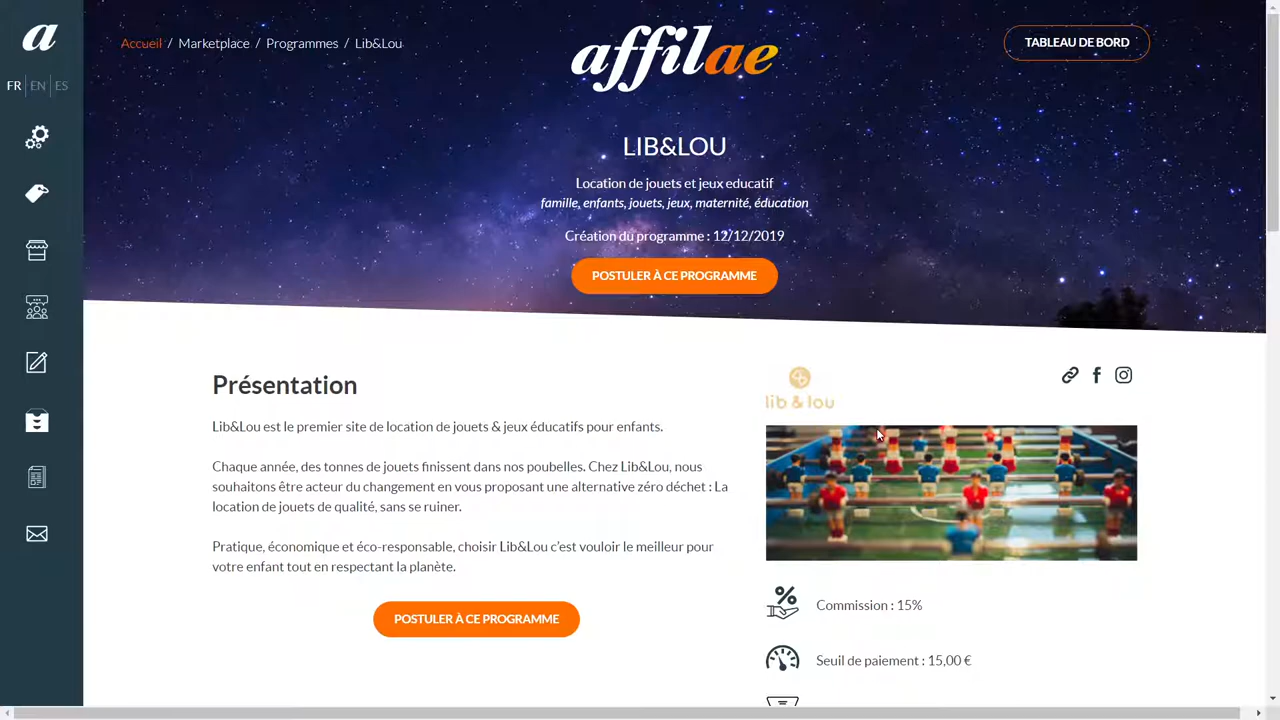 a
Accueil / Marketplace / Programmes / Lib&Lou
affilae
TABLEAU DE BORD
FR EN ES
LIB&LOU
Location de jouets et jeux educatif
famille, enfants, jouets, jeux, maternité, éducation
Création du programme : 12/12/2019
POSTULER À CE PROGRAMME
Présentation
Lib&Lou est le premier site de location de jouets & jeux éducatifs pour enfants.
Chaque année, des tonnes de jouets finissent dans nos poubelles. Chez Lib&Lou, nous
souhaitons être acteur du changement en vous proposant une alternative zéro déchet : La
location de jouets de qualité, sans se ruiner.
Pratique, économique et éco-responsable, choisir Lib&Lou c'est vouloir le meilleur pour
votre enfant tout en respectant la planète.
POSTULER À CE PROGRAMME
lib & lou
Commission : 15%
Seuil de paiement : 15,00 €